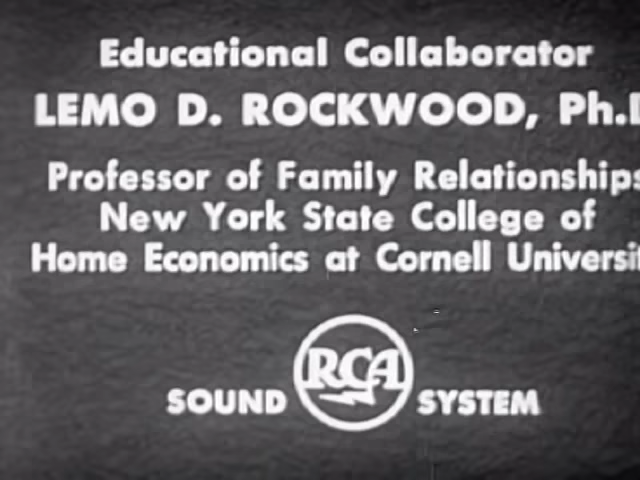 Educational Collaborator
LEMO D. ROCKWOOD, Ph.D
Professor of Family Relationships
New York State College of
Home Economics at Cornell Universit
RCA
SOUND SYSTEM